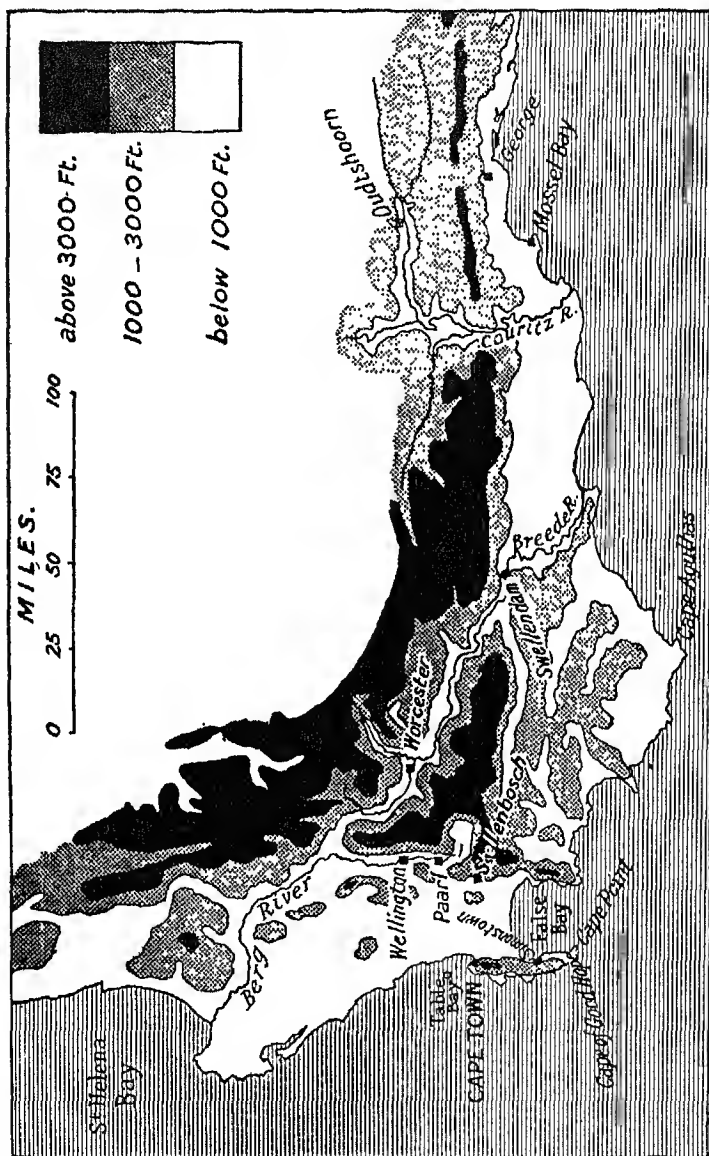 above 3000 Ft.
1000 – 3000 Ft.
below 1000 Ft.
MILES.
0 25 50 75 100
St Helena
Bay
Berg River
Wellington
Paarl
Stellenbosch
Worcester
Swellendam
Breede R.
Couritz R.
Oudtshoorn
George
Mossel Bay
Table
Bay
CAPE TOWN
Simonstown
False
Bay
Cape Point
Cape of Good Hope
Cape Agulhas